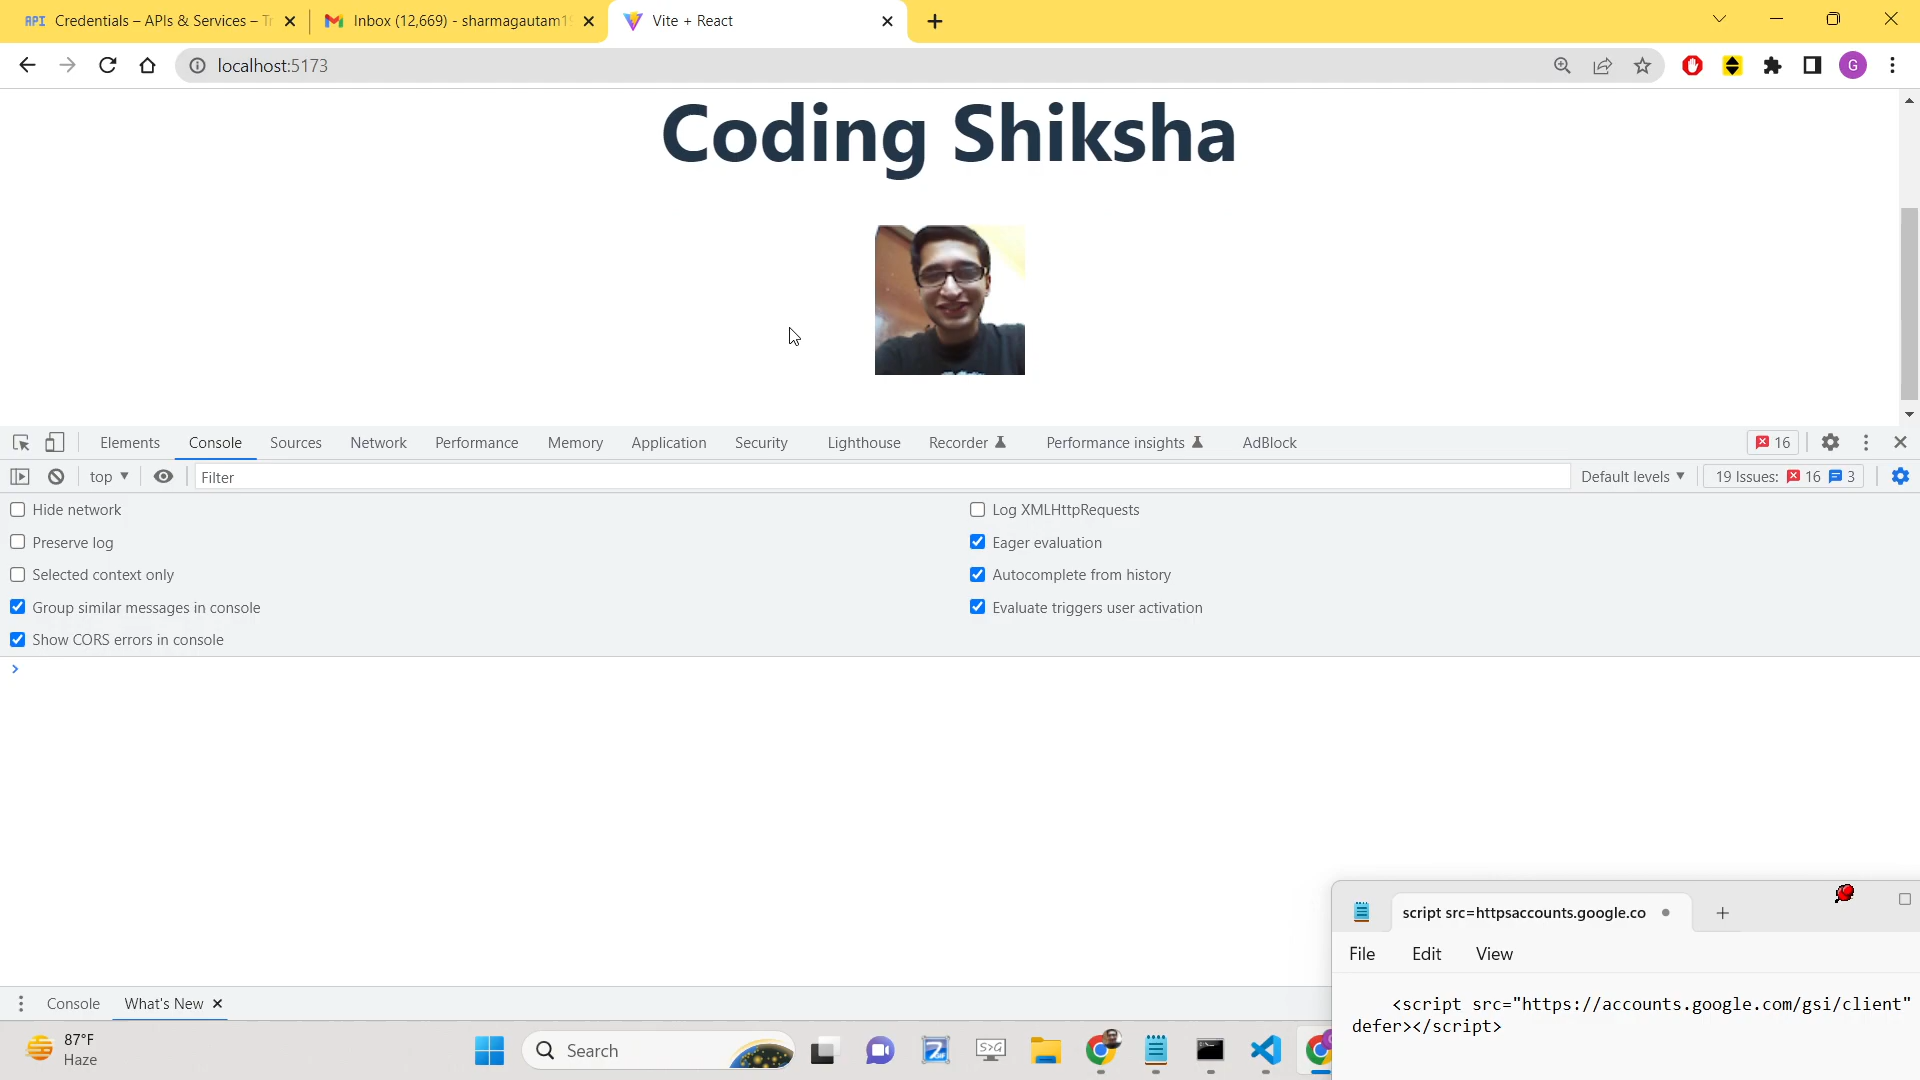 API Credentials – APIs & Services – Tr
Inbox (12,669) - sharmagautam1
Vite + React
localhost:5173
G
Coding Shiksha
Elements
Console
Sources
Network
Performance
Memory
Application
Security
Lighthouse
Recorder
Performance insights
AdBlock
16
top
Filter
Default levels
19 Issues: 16 3
Hide network
Log XMLHttpRequests
Preserve log
Eager evaluation
Selected context only
Autocomplete from history
Group similar messages in console
Evaluate triggers user activation
Show CORS errors in console
script src=httpsaccounts.google.co
File Edit View
<script src="https://accounts.google.com/gsi/client"
defer></script>
Console
What's New
87°F
Haze
Search
S>G